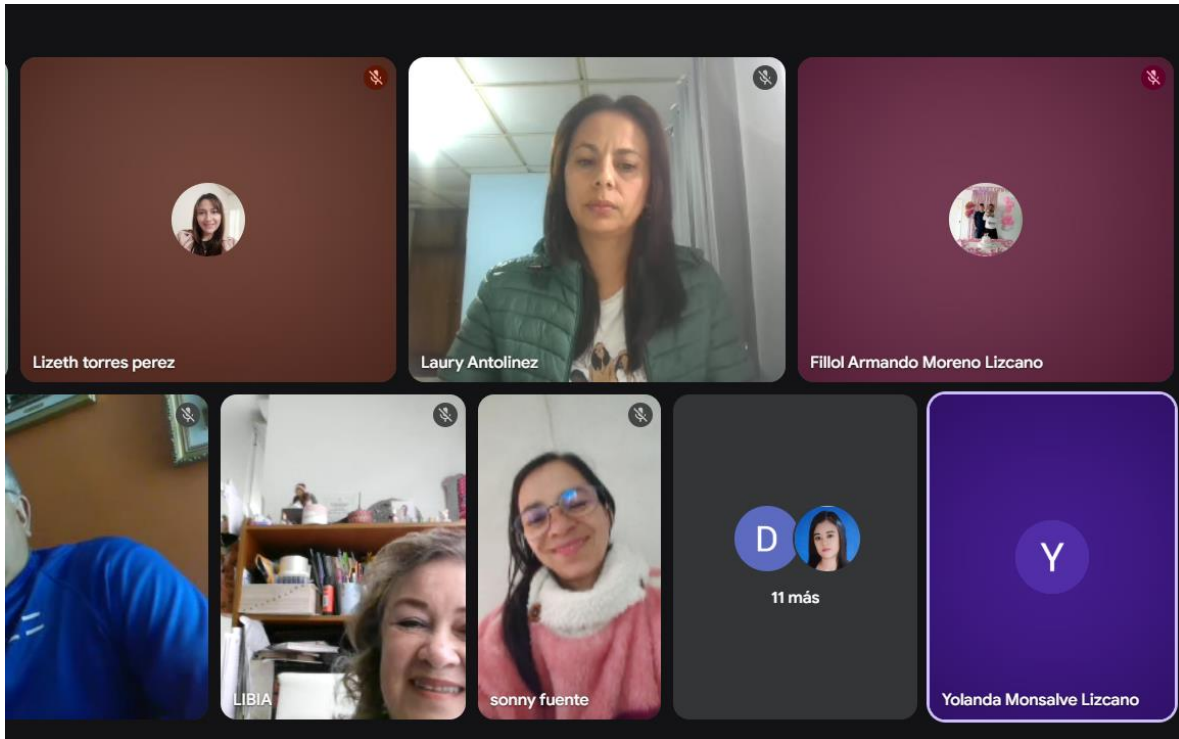 Lizeth torres perez
Laury Antolinez
Fillol Armando Moreno Lizcano
LIBIA
sonny fuente
D
11 más
Y
Yolanda Monsalve Lizcano